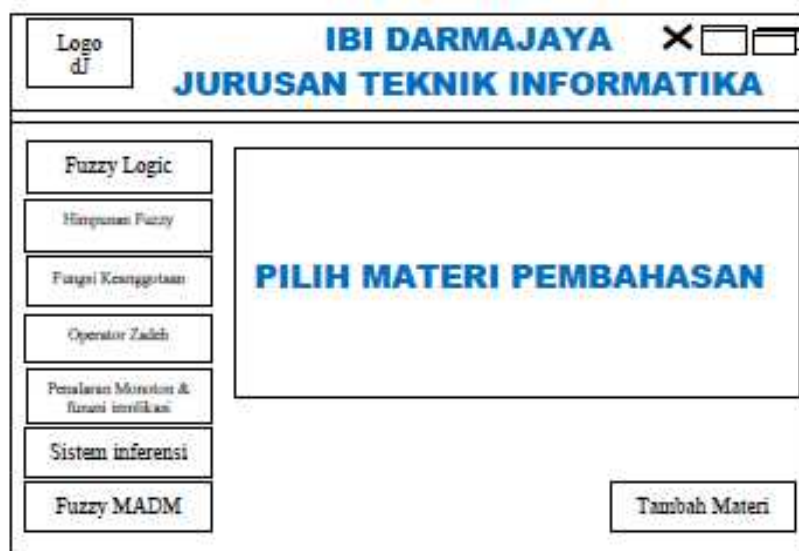 Logo
dJ
IBI DARMAJAYA
JURUSAN TEKNIK INFORMATIKA
Fuzzy Logic
Himpunan Fuzzy
Fungsi Keanggotaan
Operator Zadeh
Penalaran Monoton &
fungsi implikasi
Sistem inferensi
Fuzzy MADM
PILIH MATERI PEMBAHASAN
Tambah Materi